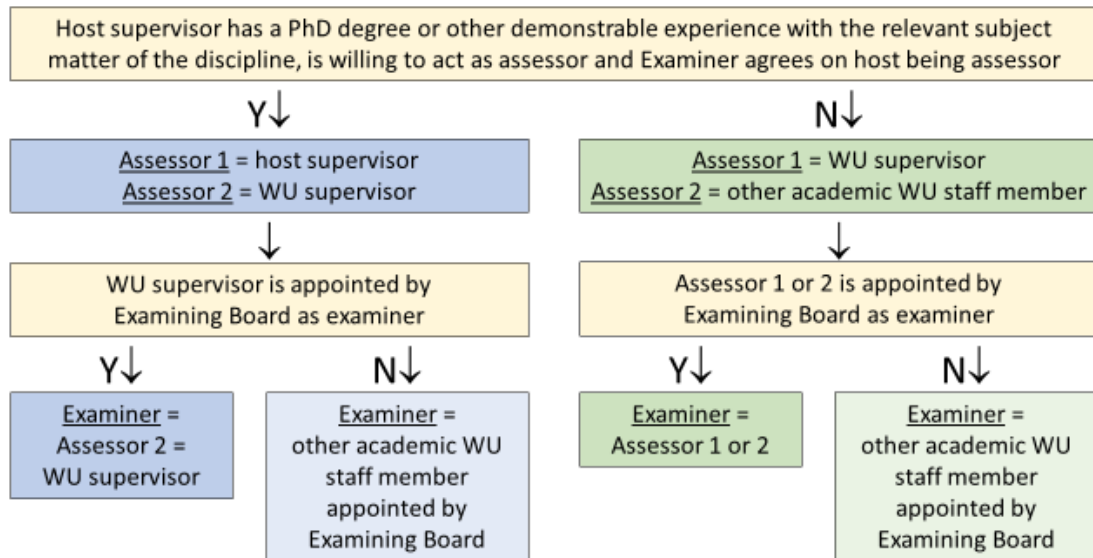 Host supervisor has a PhD degree or other demonstrable experience with the relevant subject
matter of the discipline, is willing to act as assessor and Examiner agrees on host being assessor
Y↓
N↓
Assessor 1 = host supervisor
Assessor 2 = WU supervisor
Assessor 1 = WU supervisor
Assessor 2 = other academic WU staff member
↓
↓
WU supervisor is appointed by
Examining Board as examiner
Assessor 1 or 2 is appointed by
Examining Board as examiner
Y↓
N↓
Y↓
N↓
Examiner =
Assessor 2 =
WU supervisor
Examiner =
other academic WU
staff member
appointed by
Examining Board
Examiner =
Assessor 1 or 2
Examiner =
other academic WU
staff member
appointed by
Examining Board